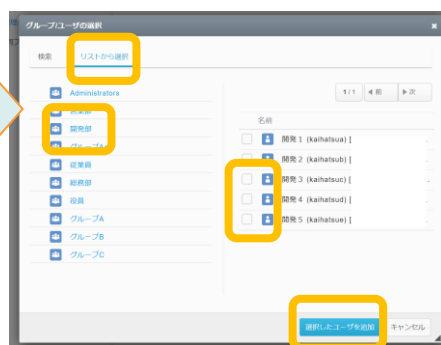 グループ/ユーザの選択
検索
リストから選択
Administrators
開発部
従業員
総務部
役員
グループA
グループB
グループC
1/1
前
次
名前
開発1 (kaihatsua) [
開発2 (kaihatsub) [
開発3 (kaihatsuc) [
開発4 (kaihatsud) [
開発5 (kaihatsue) [
選択したユーザを追加
キャンセル